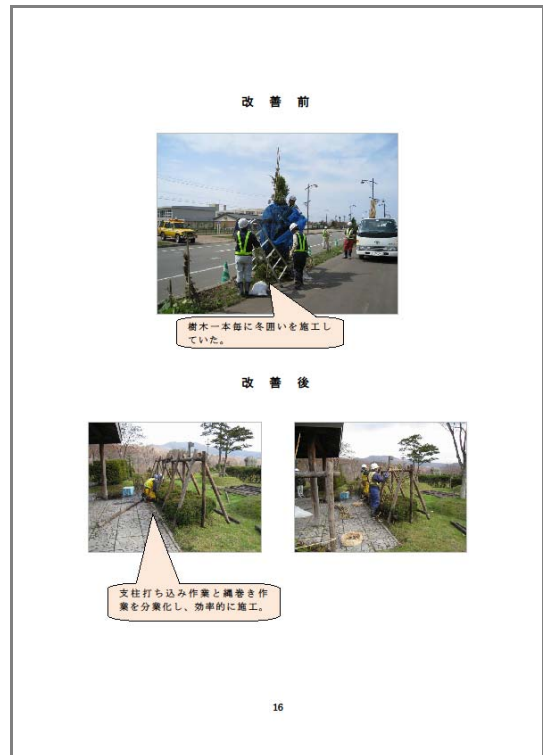 改 善 前
樹木一本毎に冬囲いを施工し
ていた。
改 善 後
支柱打ち込み作業と縄巻き作
業を分業化し、効率的に施工。
16